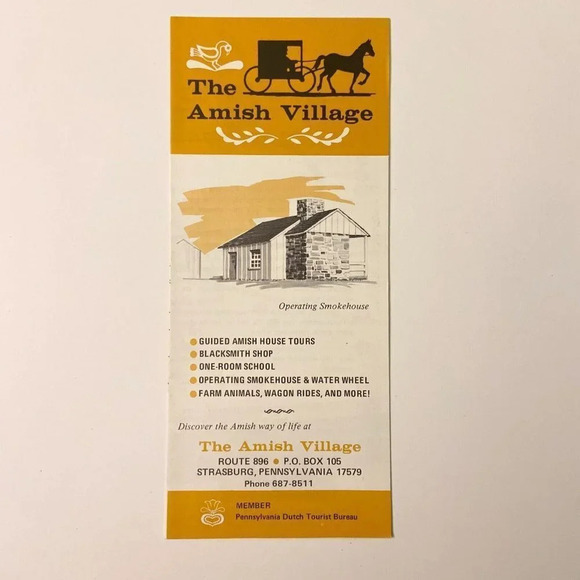 The
Amish Village
Operating Smokehouse
● GUIDED AMISH HOUSE TOURS
● BLACKSMITH SHOP
● ONE-ROOM SCHOOL
● OPERATING SMOKEHOUSE & WATER WHEEL
● FARM ANIMALS, WAGON RIDES, AND MORE!
Discover the Amish way of life at
The Amish Village
ROUTE 896 ● P.O. BOX 105
STRASBURG, PENNSYLVANIA 17579
Phone 687-8511
MEMBER
Pennsylvania Dutch Tourist Bureau